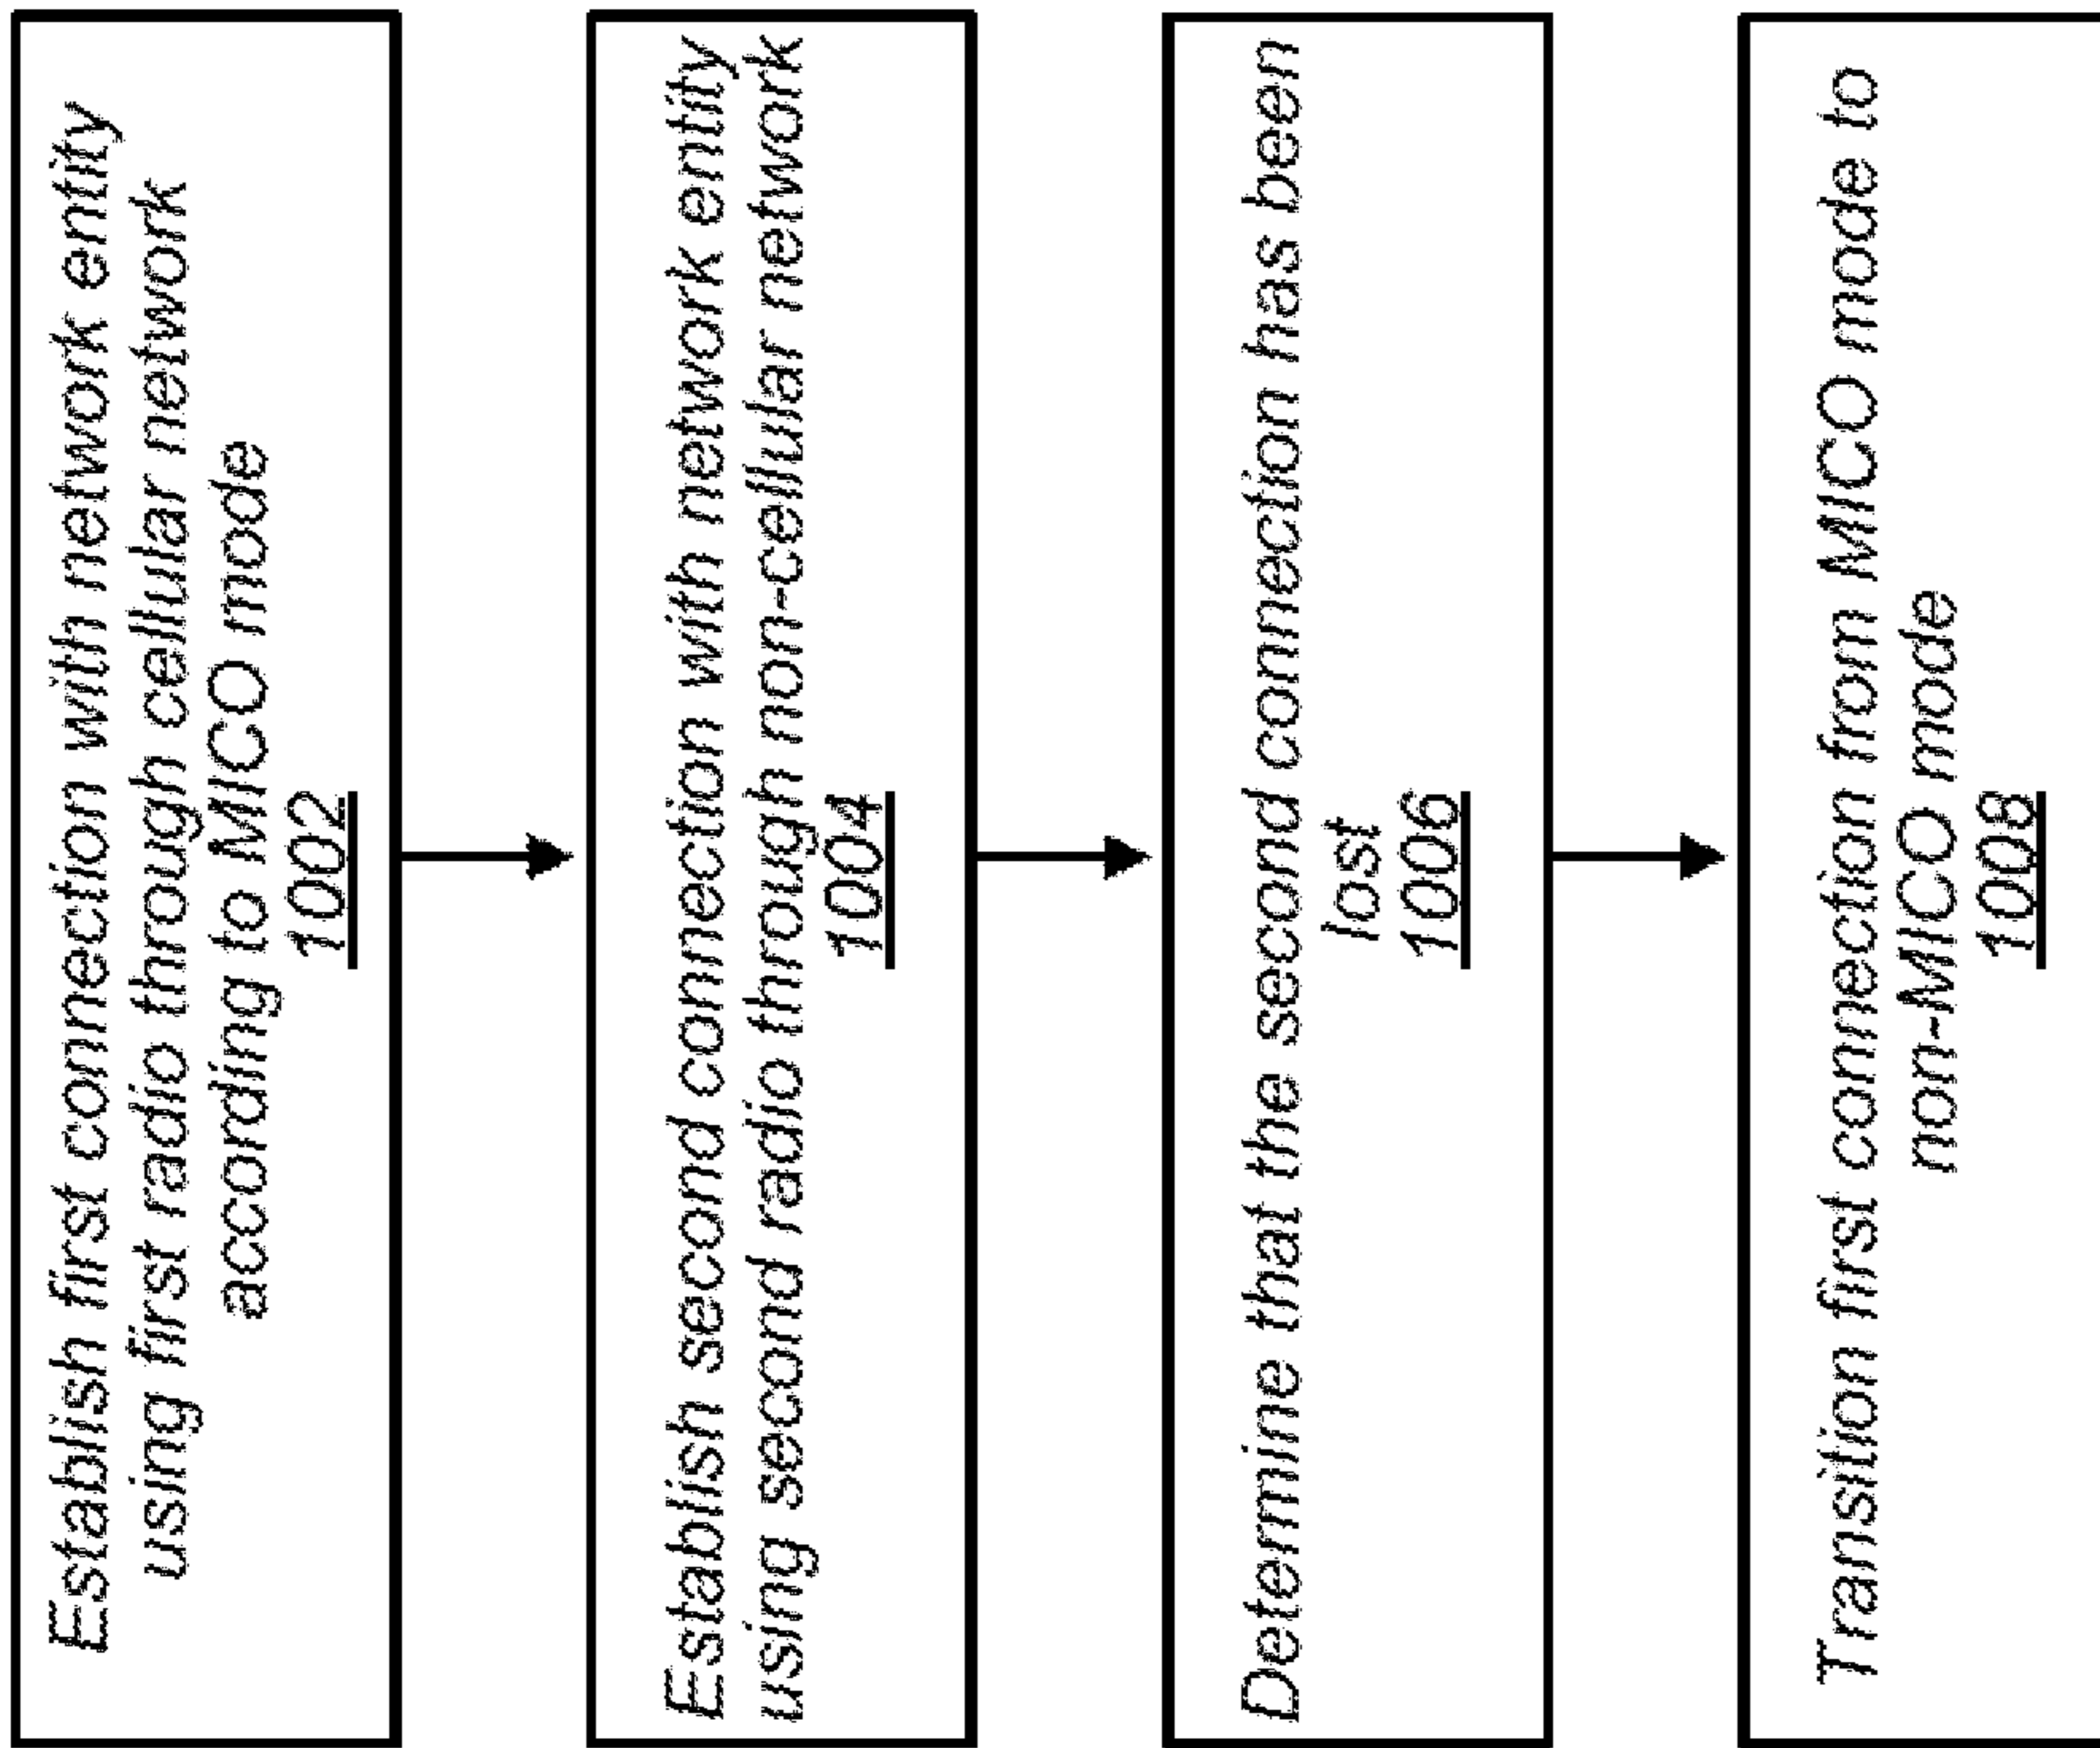 Establish first connection with network entity
using first radio through cellular network
according to MICO mode
1002
Establish second connection with network entity
using second radio through non-cellular network
1004
Determine that the second connection has been
lost
1006
Transition first connection from MICO mode to
non-MICO mode
1008